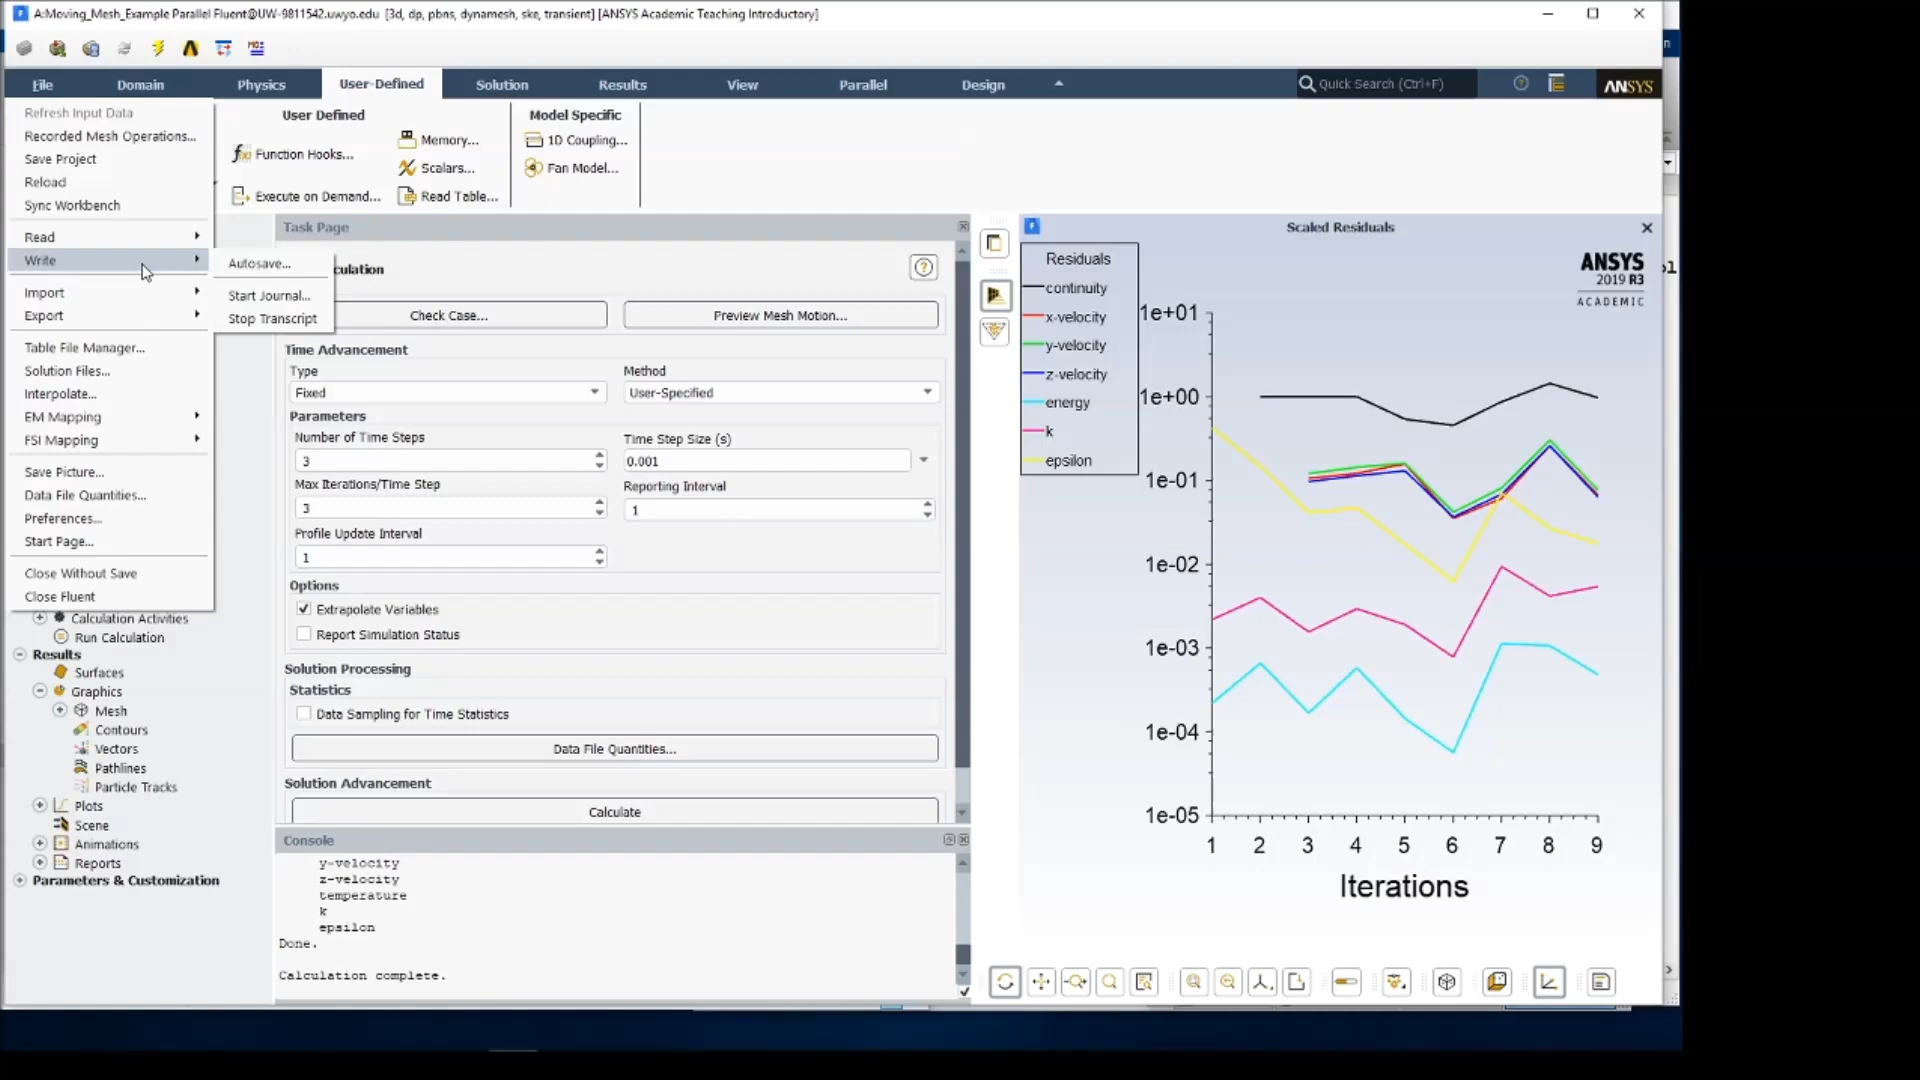 A:Moving_Mesh_Example Parallel Fluent@UW-9811542.uwyo.edu [3d, dp, pbns, dynamesh, ske, transient] [ANSYS Academic Teaching Introductory]
File Domain Physics User-Defined Solution Results View Parallel Design Quick Search (Ctrl+F) ANSYS
Refresh Input Data
Recorded Mesh Operations...
Save Project
Reload
Sync Workbench
Read
Write
Import
Export
Table File Manager...
Solution Files...
Interpolate...
EM Mapping
FSI Mapping
Save Picture...
Data File Quantities...
Preferences...
Start Page...
Close Without Save
Close Fluent
Autosave...
Start Journal...
Stop Transcript
User Defined
Function Hooks...
Execute on Demand...
Memory...
Scalars...
Read Table...
Model Specific
1D Coupling...
Fan Model...
Calculation Activities
Run Calculation
Results
Surfaces
Graphics
Mesh
Contours
Vectors
Pathlines
Particle Tracks
Plots
Scene
Animations
Reports
Parameters & Customization
Task Page
culation
Check Case... Preview Mesh Motion...
Time Advancement
Type Method
Fixed User-Specified
Parameters
Number of Time Steps Time Step Size (s)
3 0.001
Max Iterations/Time Step Reporting Interval
3 1
Profile Update Interval
1
Options
Extrapolate Variables
Report Simulation Status
Solution Processing
Statistics
Data Sampling for Time Statistics
Data File Quantities...
Solution Advancement
Calculate
Console
y-velocity
z-velocity
temperature
k
epsilon
Done.
Calculation complete.
Scaled Residuals
ANSYS
2019 R3
ACADEMIC
Residuals
continuity
x-velocity
y-velocity
z-velocity
energy
k
epsilon
1e+01
1e+00
1e-01
1e-02
1e-03
1e-04
1e-05
1 2 3 4 5 6 7 8 9
Iterations